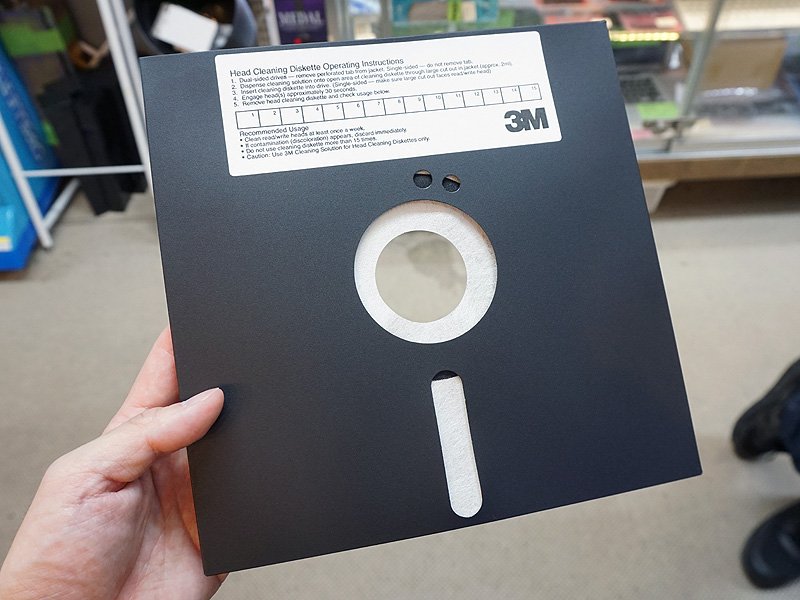 MEDAL
Head Cleaning Diskette Operating Instructions
1. Dual-sided drives — remove perforated tab from jacket. Single-sided — do not remove tab.
2. Dispense cleaning solution onto open area of cleaning diskette through large cut out in jacket (approx. 2ml).
3. Insert cleaning diskette into drive. (Single-sided — make sure large cut out faces read/write head)
4. Engage head(s) approximately 30 seconds.
5. Remove head cleaning diskette and check usage below.
1 2 3 4 5 6 7 8 9 10 11 12 13 14 15
Recommended Usage
• Clean read/write heads at least once a week.
• If contamination (discoloration) appears, discard immediately.
• Do not use cleaning diskette more than 15 times.
• Caution: Use 3M Cleaning Solution for Head Cleaning Diskettes only.
3M